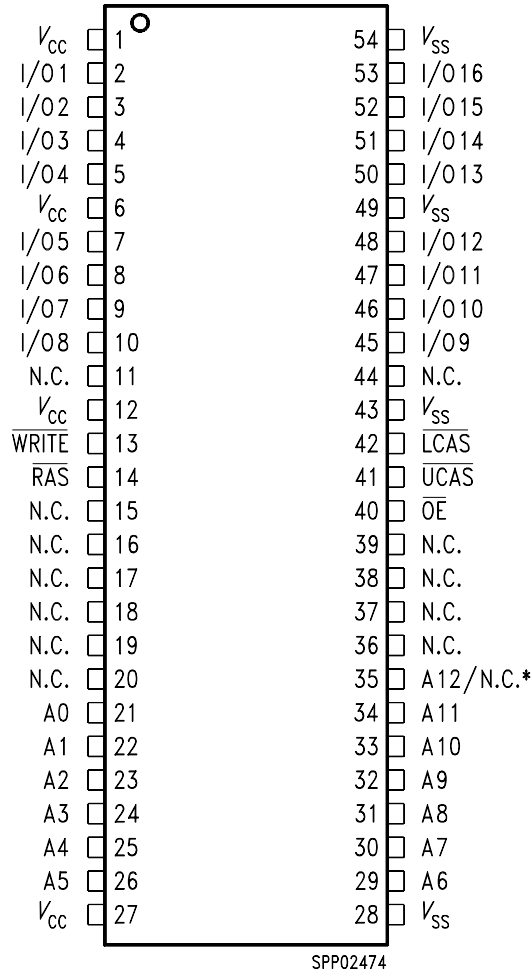 VCC 1 54 VSS
I/O1 2 53 I/O16
I/O2 3 52 I/O15
I/O3 4 51 I/O14
I/O4 5 50 I/O13
VCC 6 49 VSS
I/O5 7 48 I/O12
I/O6 8 47 I/O11
I/O7 9 46 I/O10
I/O8 10 45 I/O9
N.C. 11 44 N.C.
VCC 12 43 VSS
WRITE 13 42 LCAS
RAS 14 41 UCAS
N.C. 15 40 OE
N.C. 16 39 N.C.
N.C. 17 38 N.C.
N.C. 18 37 N.C.
N.C. 19 36 N.C.
N.C. 20 35 A12/N.C.*
A0 21 34 A11
A1 22 33 A10
A2 23 32 A9
A3 24 31 A8
A4 25 30 A7
A5 26 29 A6
VCC 27 28 VSS
SPP02474